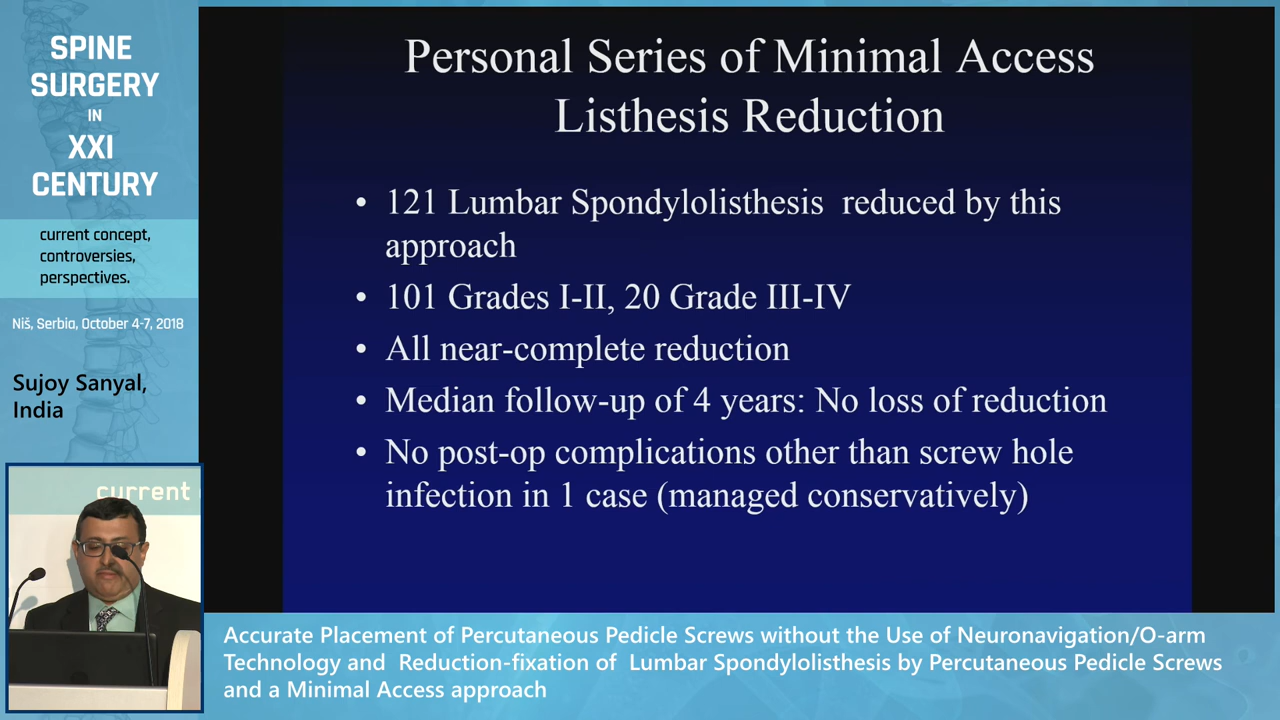 SPINE
SURGERY
IN
XXI
CENTURY
current concept,
controversies,
perspectives.
Niš, Serbia, October 4-7, 2018
Sujoy Sanyal,
India
current
Personal Series of Minimal Access
Listhesis Reduction
• 121 Lumbar Spondylolisthesis reduced by this
approach
• 101 Grades I-II, 20 Grade III-IV
• All near-complete reduction
• Median follow-up of 4 years: No loss of reduction
• No post-op complications other than screw hole
infection in 1 case (managed conservatively)
Accurate Placement of Percutaneous Pedicle Screws without the Use of Neuronavigation/O-arm
Technology and Reduction-fixation of Lumbar Spondylolisthesis by Percutaneous Pedicle Screws
and a Minimal Access approach